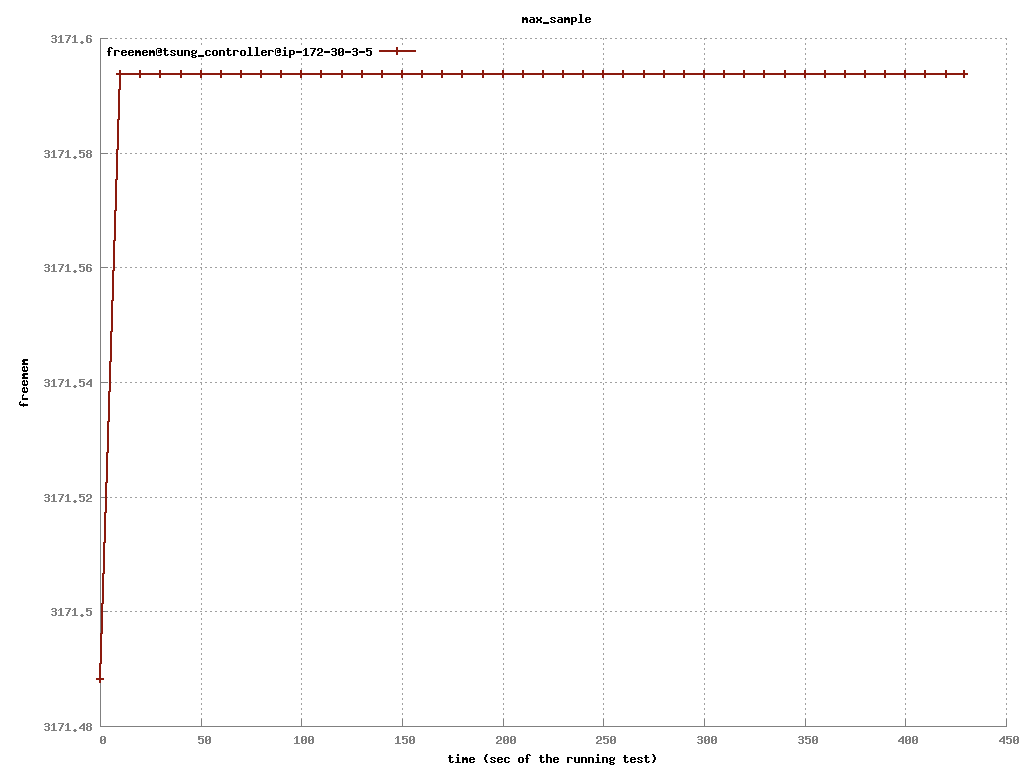 max_sample
3171.6
freemem@tsung_controller@ip-172-30-3-5
3171.58
3171.56
freemem
3171.54
3171.52
3171.5
3171.48
0 50 100 150 200 250 300 350 400 450
time (sec of the running test)